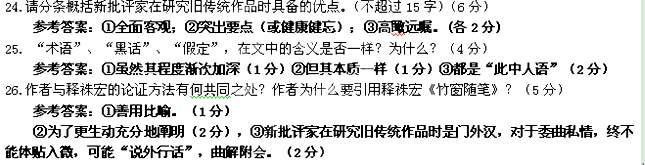 24.请分条概括新批评家在研究旧传统作品时具备的优点。（不超过 15 字）（6 分）
参考答案：①全面客观；②突出要点（或健康健忘）；③高瞻远瞩。(各 2 分)
25. “术语”、“黑话”、“假定”，在文中的含义是否一样？为什么？（4 分）
参考答案：①虽然其程度渐次加深（1 分）②但其本质一样（1 分）③都是“此中人语”（2 分）
26.作者与释袾宏的论证方法有何共同之处？作者为什么要引用释袾宏《竹窗随笔》？（5 分）
参考答案：①善用比喻。（1 分）
②为了更生动充分地阐明（2 分），③新批评家在研究旧传统作品时是门外汉，对于委曲私情，终不
能体贴入微，可能“说外行话”，曲解附会。（2 分）